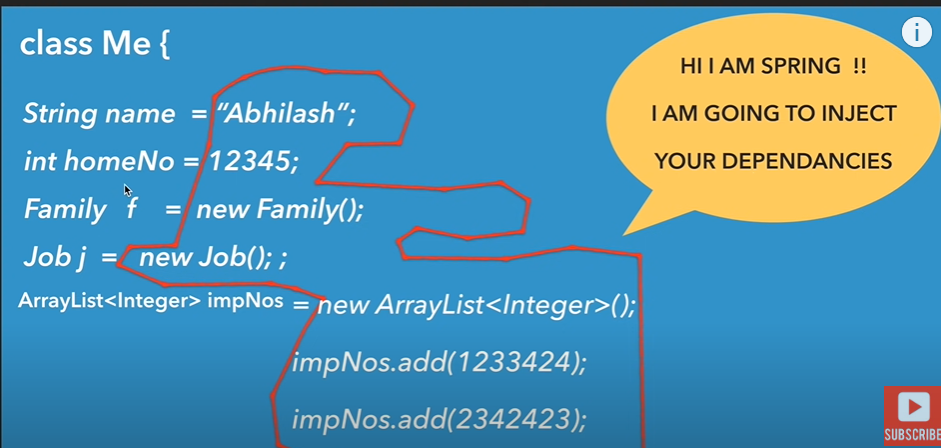 class Me {
String name = “Abhilash”;
int homeNo = 12345;
Family f = new Family();
Job j = new Job(); ;
ArrayList<Integer> impNos = new ArrayList<Integer>();
impNos.add(1233424);
impNos.add(2342423);
HI I AM SPRING !!
I AM GOING TO INJECT
YOUR DEPENDANCIES
i
SUBSCRIBE